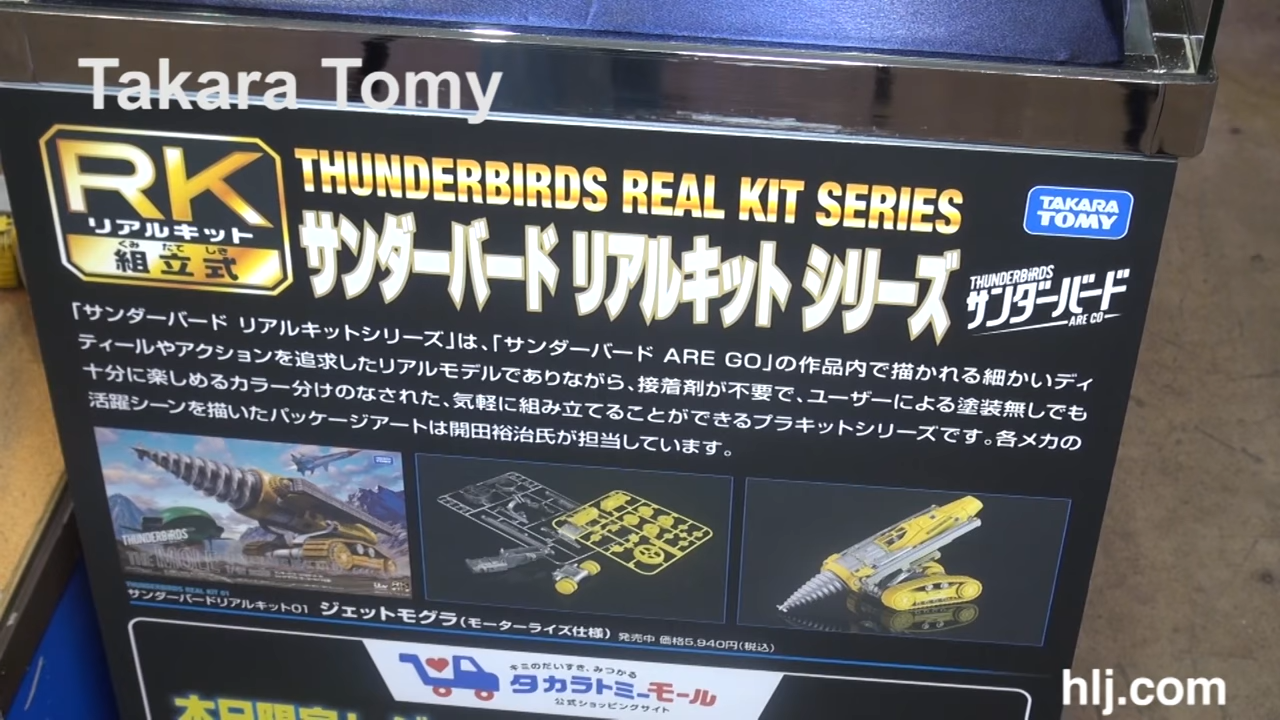 Takara Tomy
RK
リアルキット
くみ たて しき
組立式
THUNDERBIRDS REAL KIT SERIES
サンダーバード リアルキット シリーズ
TAKARA
TOMY
THUNDERBIRDS
サンダーバード
ARE GO
「サンダーバード リアルキットシリーズ」は、「サンダーバード ARE GO」の作品内で描かれる細かいディ
ティールやアクションを追求したリアルモデルでありながら、接着剤が不要で、ユーザーによる塗装無しでも
十分に楽しめるカラー分けのなされた、気軽に組み立てることができるプラキットシリーズです。各メカの
活躍シーンを描いたパッケージアートは開田裕治氏が担当しています。
THUNDERBIRDS
THE MOLE
THUNDERBIRDS REAL KIT 01
サンダーバードリアルキット01 ジェットモグラ(モーターライズ仕様) 発売中 価格5,940円(税込)
キミのだいすき、みつかる
タカラトミーモール
公式ショッピングサイト
本日限定
hlj.com